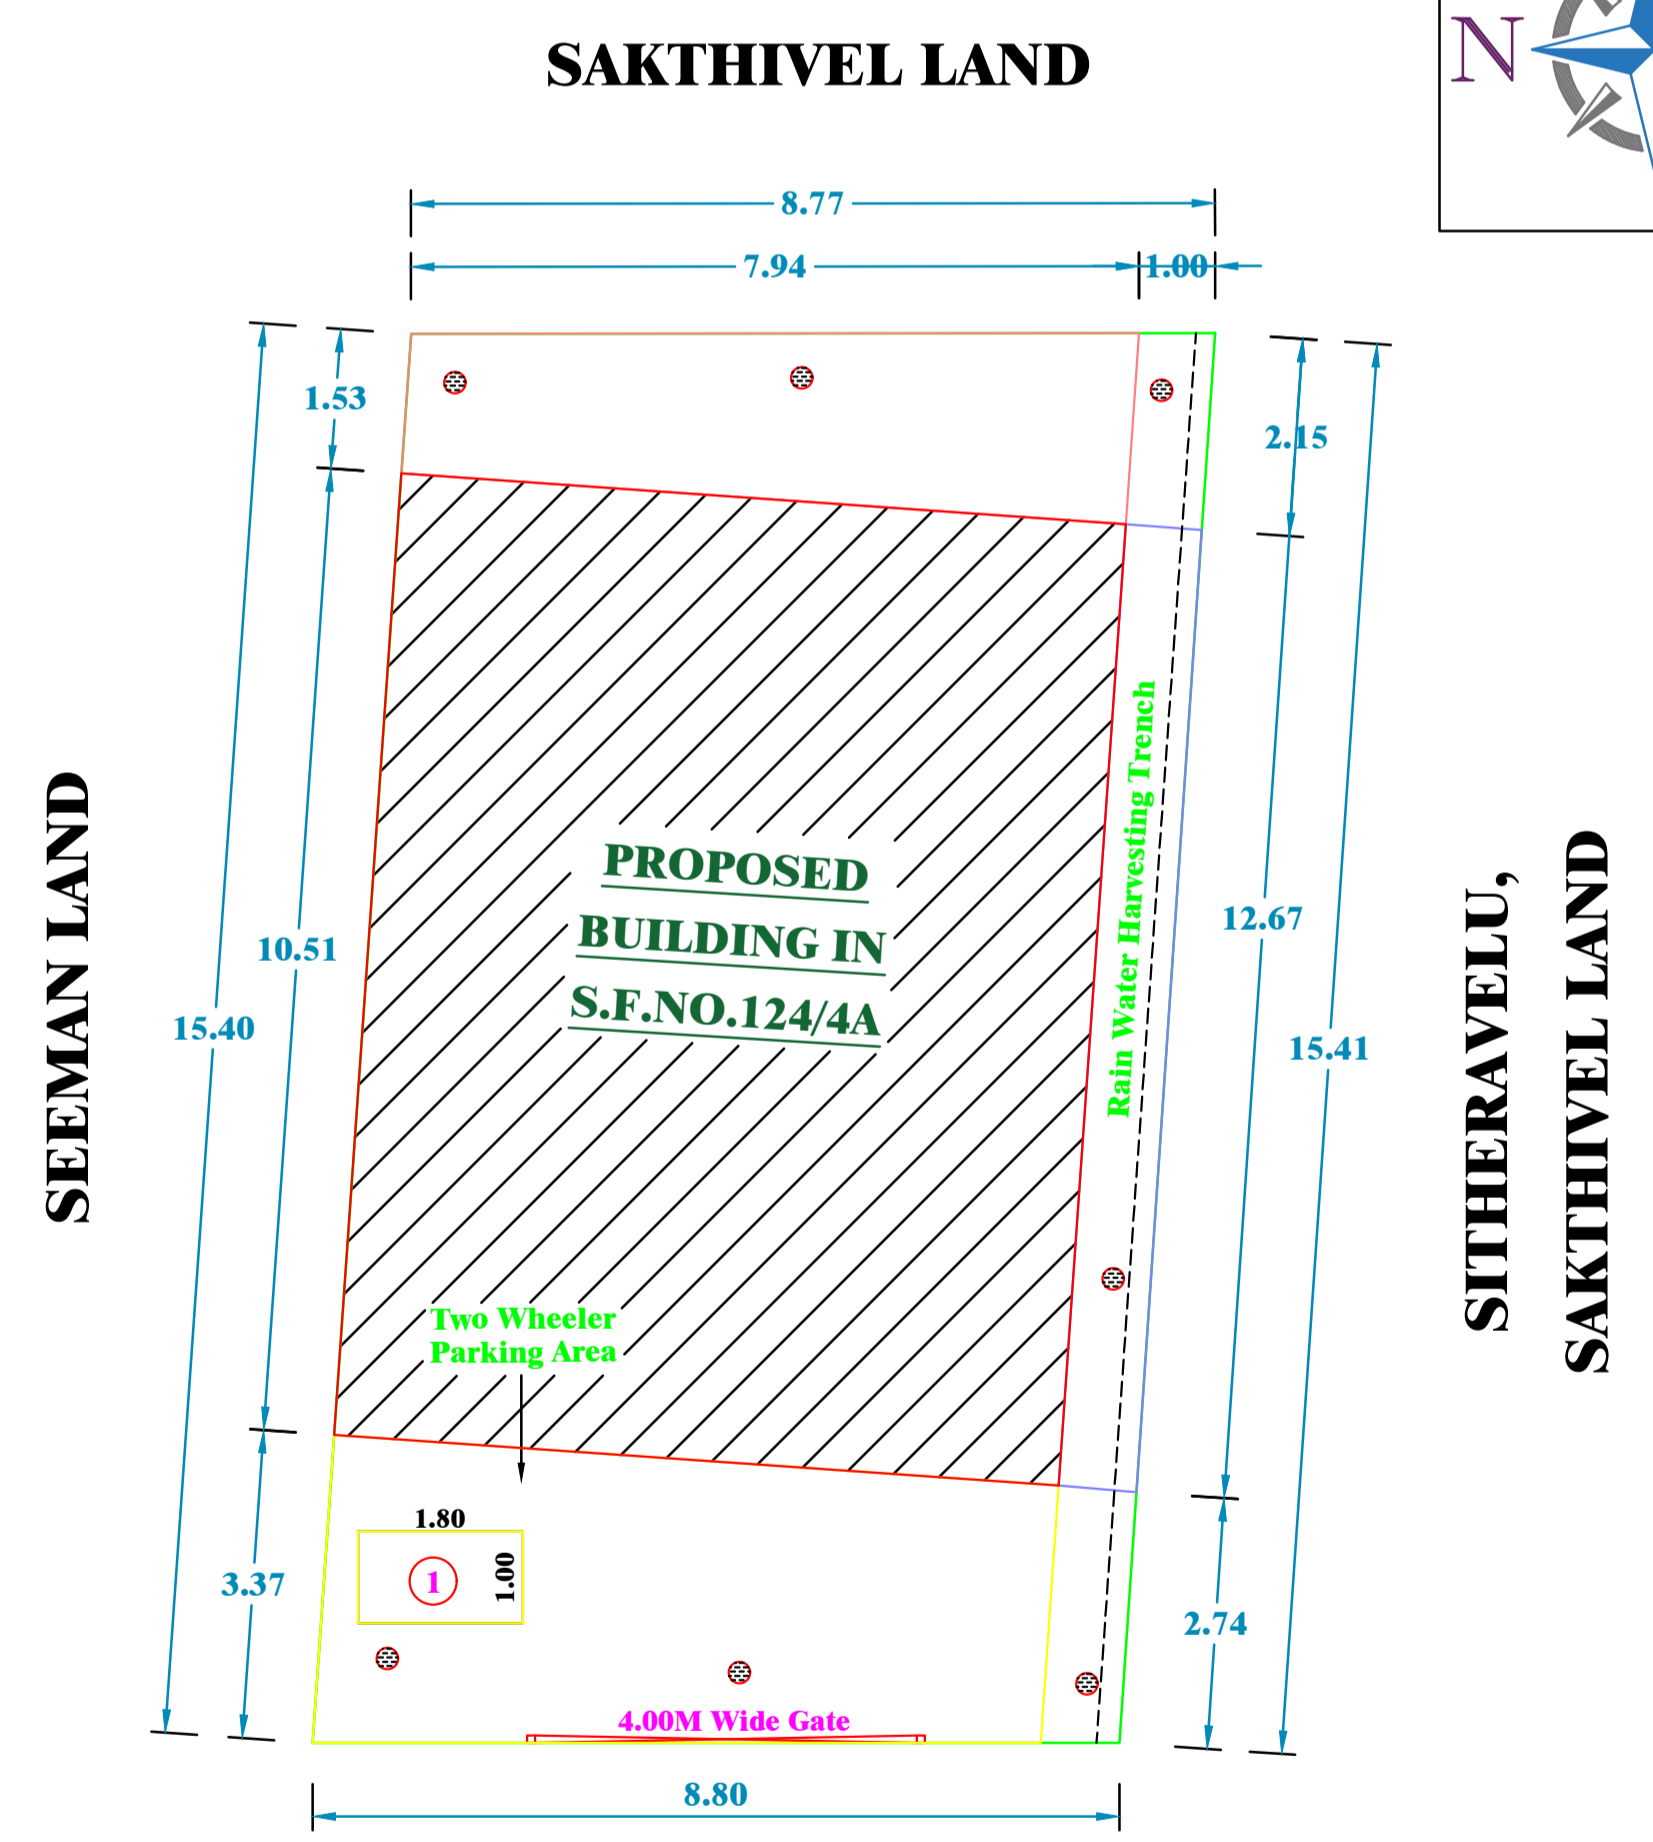 SAKTHIVEL LAND
N
8.77
7.94
1.00
1.53
2.15
PROPOSED
BUILDING IN
S.F.NO.124/4A
Rain Water Harvesting Trench
10.51
15.40
12.67
15.41
SEEMAN LAND
SITHERAVELU,
SAKTHIVEL LAND
Two Wheeler
Parking Area
1.80
1
1.00
3.37
2.74
4.00M Wide Gate
8.80